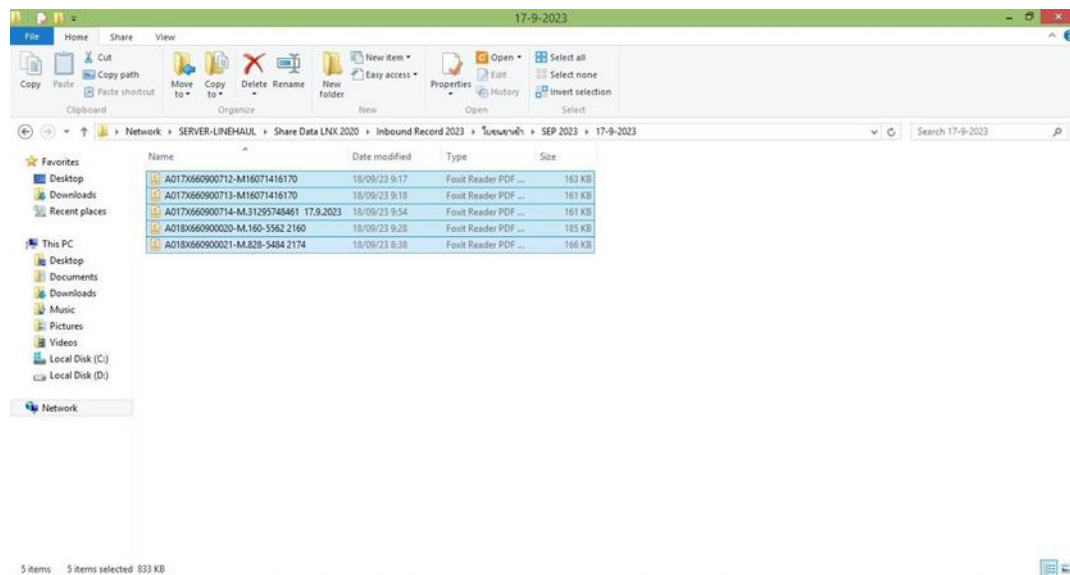 17-9-2023
File Home Share View
Copy
Paste
Cut
Copy path
Paste shortcut
Clipboard
Move to
Copy to
Delete
Rename
Organize
New folder
New item
Easy access
New
Properties
Open
Edit
History
Open
Select all
Select none
Invert selection
Select
Network SERVER-LINEHAUL Share Data LNX 2020 Inbound Record 2023 ใบขนขาเข้า SEP 2023 17-9-2023
Search 17-9-2023
Favorites
Desktop
Downloads
Recent places
This PC
Desktop
Documents
Downloads
Music
Pictures
Videos
Local Disk (C:)
Local Disk (D:)
Network
Name Date modified Type Size
A017X660900712-M16071416170 18/09/23 9:17 Foxit Reader PDF ... 163 KB
A017X660900713-M16071416170 18/09/23 9:18 Foxit Reader PDF ... 161 KB
A017X660900714-M.31295748461 17.9.2023 18/09/23 9:54 Foxit Reader PDF ... 161 KB
A018X660900020-M.160-5562 2160 18/09/23 9:28 Foxit Reader PDF ... 185 KB
A018X660900021-M.828-5484 2174 18/09/23 8:38 Foxit Reader PDF ... 166 KB
5 items 5 items selected 833 KB